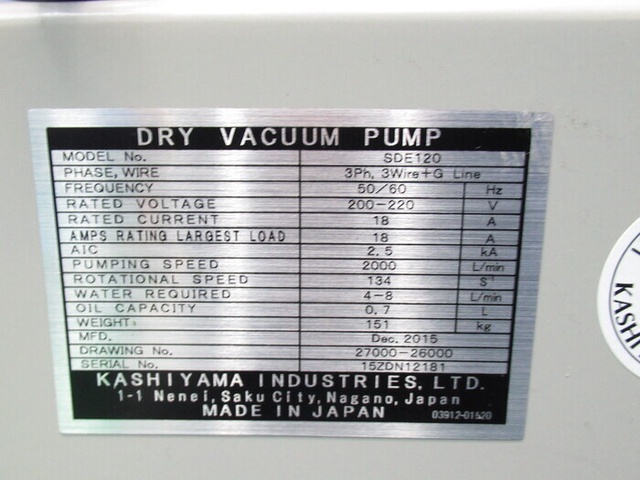 DRY VACUUM PUMP
MODEL No. SDE120
PHASE, WIRE 3Ph, 3Wire+G Line
FREQUENCY 50/60 Hz
RATED VOLTAGE 200-220 V
RATED CURRENT 18 A
AMPS RATING LARGEST LOAD 18 A
AIC 2.5 kA
PUMPING SPEED 2000 L/min
ROTATIONAL SPEED 134 S⁻¹
WATER REQUIRED 4-8 L/min
OIL CAPACITY 0.7 L
WEIGHT: 151 kg
MFD. Dec. 2015
DRAWING No. 27000-26000
SERIAL No. 15ZDN12181
KASHIYAMA INDUSTRIES, LTD.
1-1 Nenei, Saku City, Nagano, Japan
MADE IN JAPAN 03912-01520
KASHI